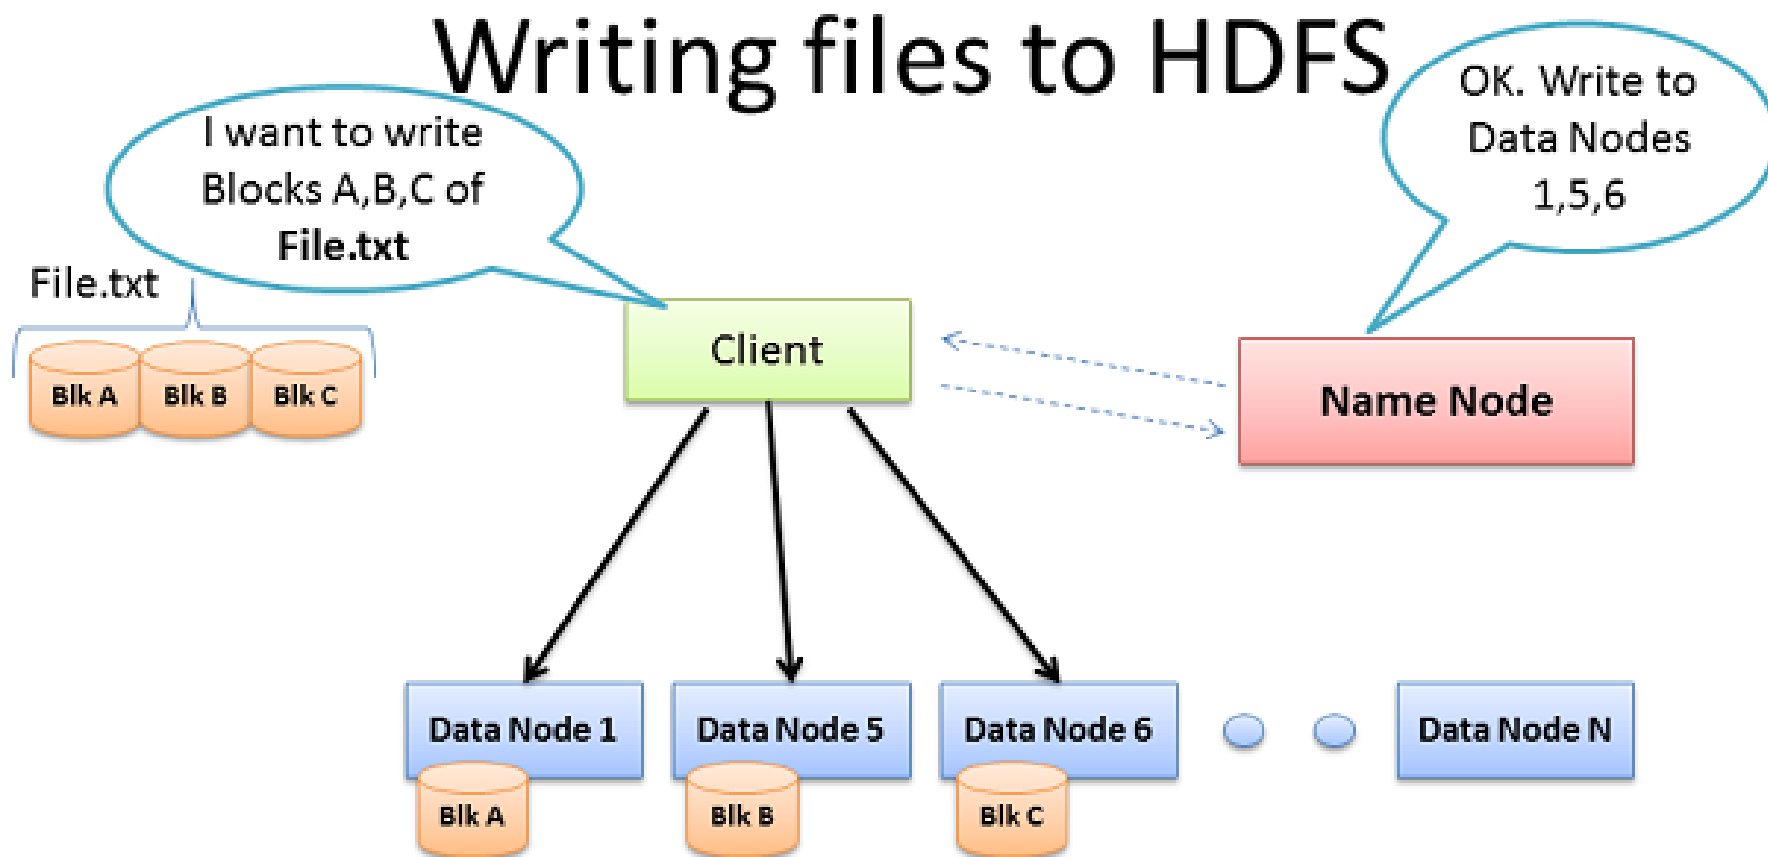 Writing files to HDFS
I want to write
Blocks A,B,C of
File.txt
OK. Write to
Data Nodes
1,5,6
File.txt
Blk A
Blk B
Blk C
Client
Name Node
Data Node 1
Data Node 5
Data Node 6
Data Node N
Blk A
Blk B
Blk C